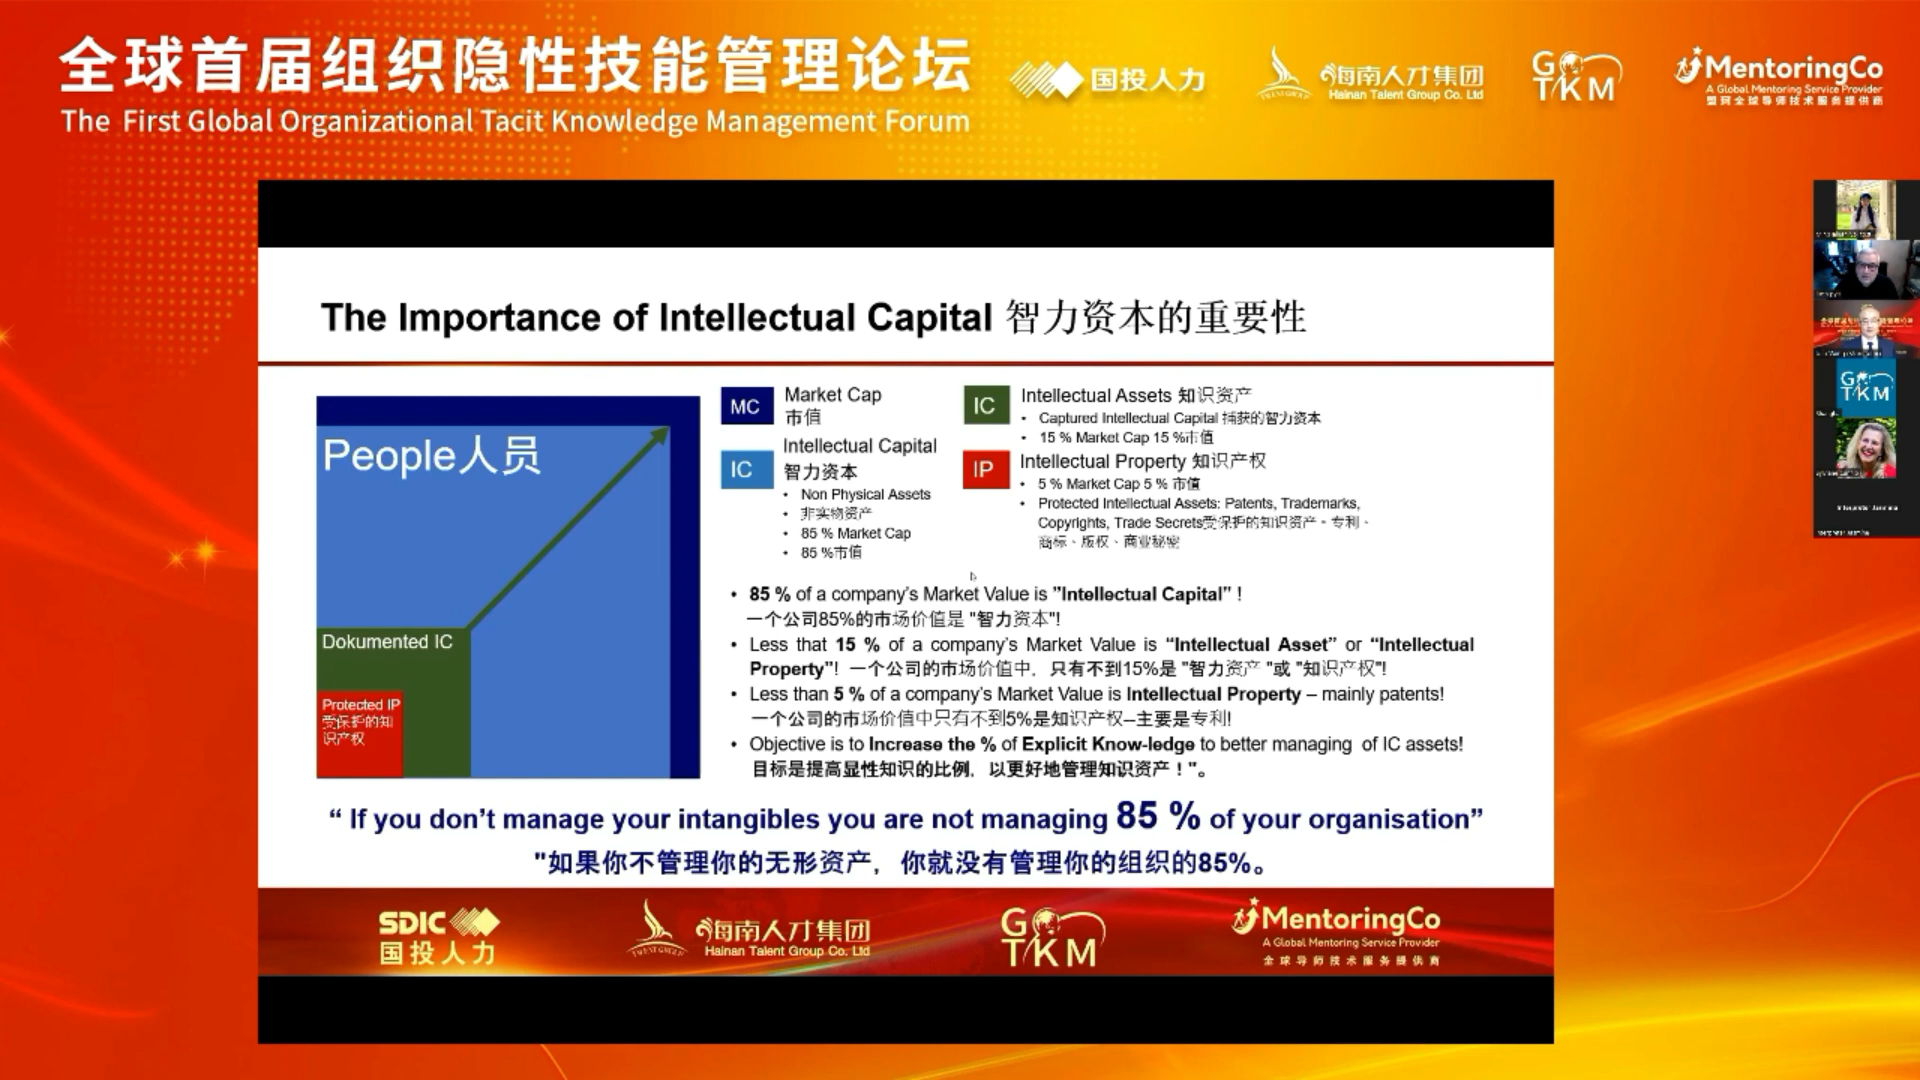 全球首届组织隐性技能管理论坛
The First Global Organizational Tacit Knowledge Management Forum
国投人力
海南人才集团
Hainan Talent Group Co. Ltd
G
TKM
MentoringCo
A Global Mentoring Service Provider
盟珂全球导师技术服务提供商
The Importance of Intellectual Capital 智力资本的重要性
People人员
Dokumented IC
Protected IP
受保护的知
识产权
MC
Market Cap
市值
IC
Intellectual Capital
智力资本
• Non Physical Assets
• 非实物资产
• 85 % Market Cap
• 85 %市值
IC
Intellectual Assets 知识资产
• Captured Intellectual Capital 捕获的智力资本
• 15 % Market Cap 15 %市值
IP
Intellectual Property 知识产权
• 5 % Market Cap 5 % 市值
• Protected Intellectual Assets: Patents, Trademarks,
Copyrights, Trade Secrets受保护的知识资产、专利、
商标、版权、商业秘密
• 85 % of a company's Market Value is ”Intellectual Capital” !
一个公司85%的市场价值是 "智力资本"!
• Less that 15 % of a company's Market Value is “Intellectual Asset” or “Intellectual
Property”! 一个公司的市场价值中，只有不到15%是 "智力资产 "或 "知识产权"!
• Less than 5 % of a company's Market Value is Intellectual Property – mainly patents!
一个公司的市场价值中只有不到5%是知识产权–主要是专利!
• Objective is to Increase the % of Explicit Know-ledge to better managing of IC assets!
目标是提高显性知识的比例，以更好地管理知识资产！"。
“ If you don't manage your intangibles you are not managing 85 % of your organisation”
"如果你不管理你的无形资产，你就没有管理你的组织的85%。
SDIC
国投人力
海南人才集团
Hainan Talent Group Co. Ltd
G
TKM
MentoringCo
A Global Mentoring Service Provider
全球导师技术服务提供商
G
TKM